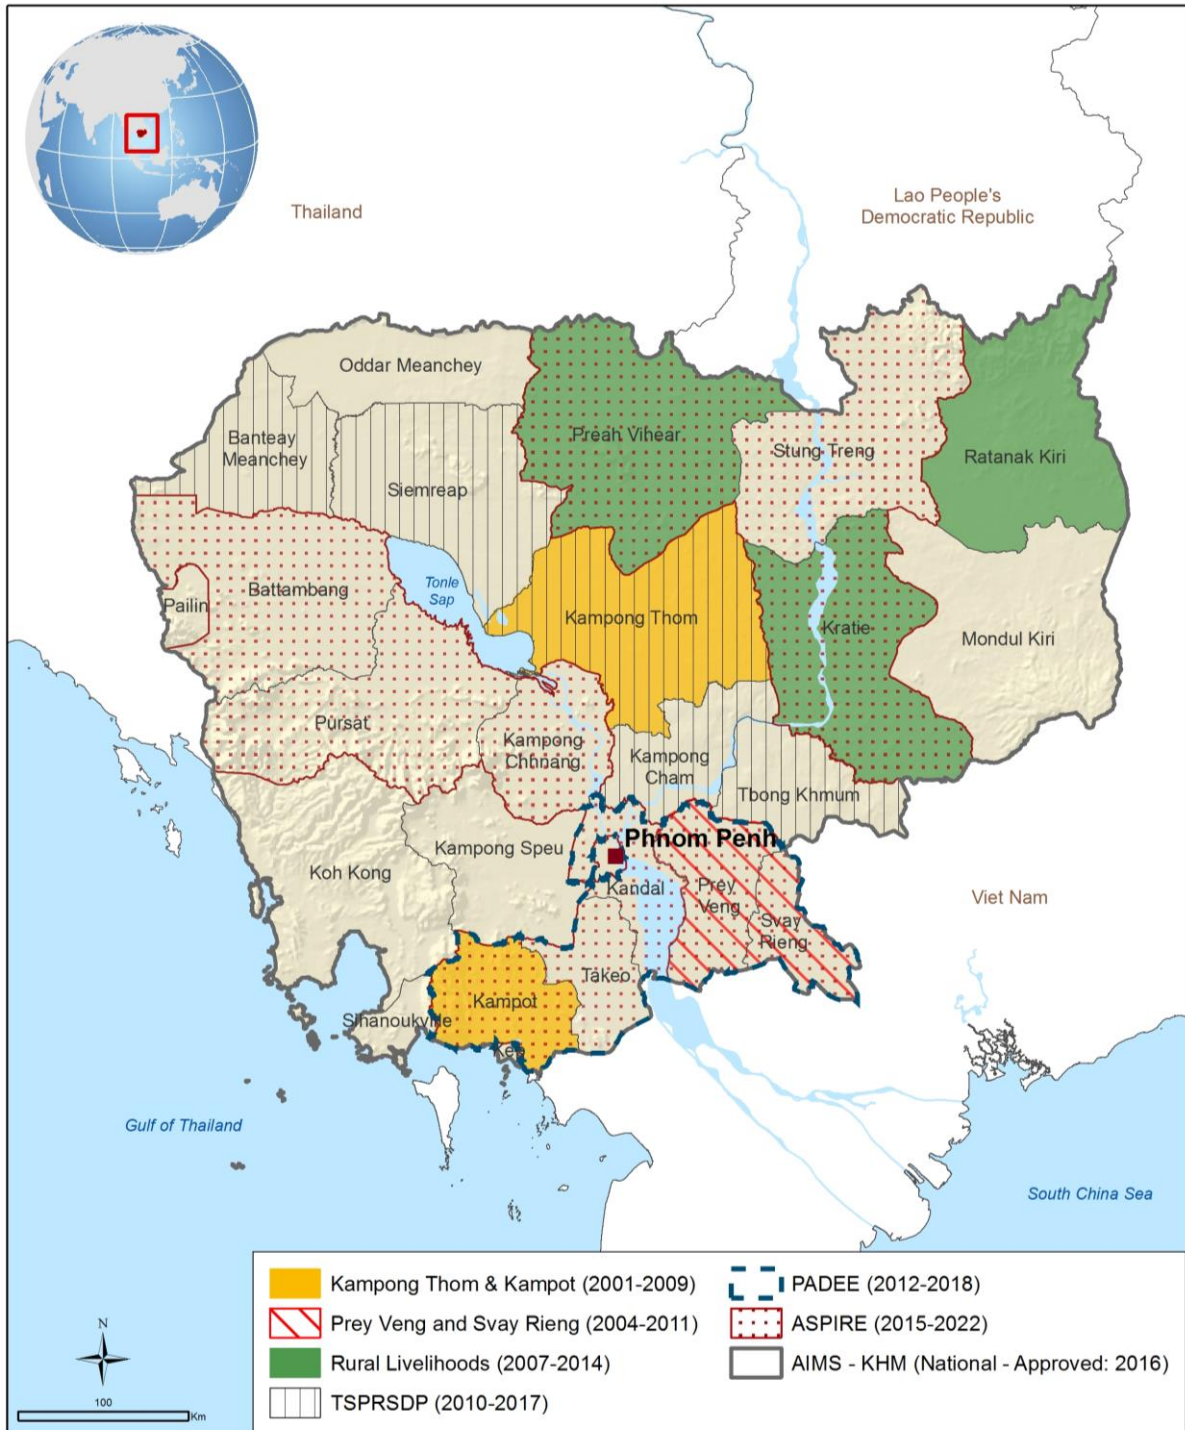 Thailand
Lao People's
Democratic Republic
Oddar Meanchey
Banteay
Meanchey
Siemreap
Preah Vihear
Stung Treng
Ratanak Kiri
Battambang
Pailin
Tonle
Sap
Kampong Thom
Kratie
Mondul Kiri
Pursat
Kampong
Chhnang
Kampong
Cham
Tbong Khmum
Phnom Penh
Kampong Speu
Koh Kong
Kandal
Prey
Veng
Svay
Rieng
Viet Nam
Takeo
Kampot
Sihanoukville
Kep
Gulf of Thailand
South China Sea
Kampong Thom & Kampot (2001-2009)
Prey Veng and Svay Rieng (2004-2011)
Rural Livelihoods (2007-2014)
TSPRSDP (2010-2017)
PADEE (2012-2018)
ASPIRE (2015-2022)
AIMS - KHM (National - Approved: 2016)
N
100
Km